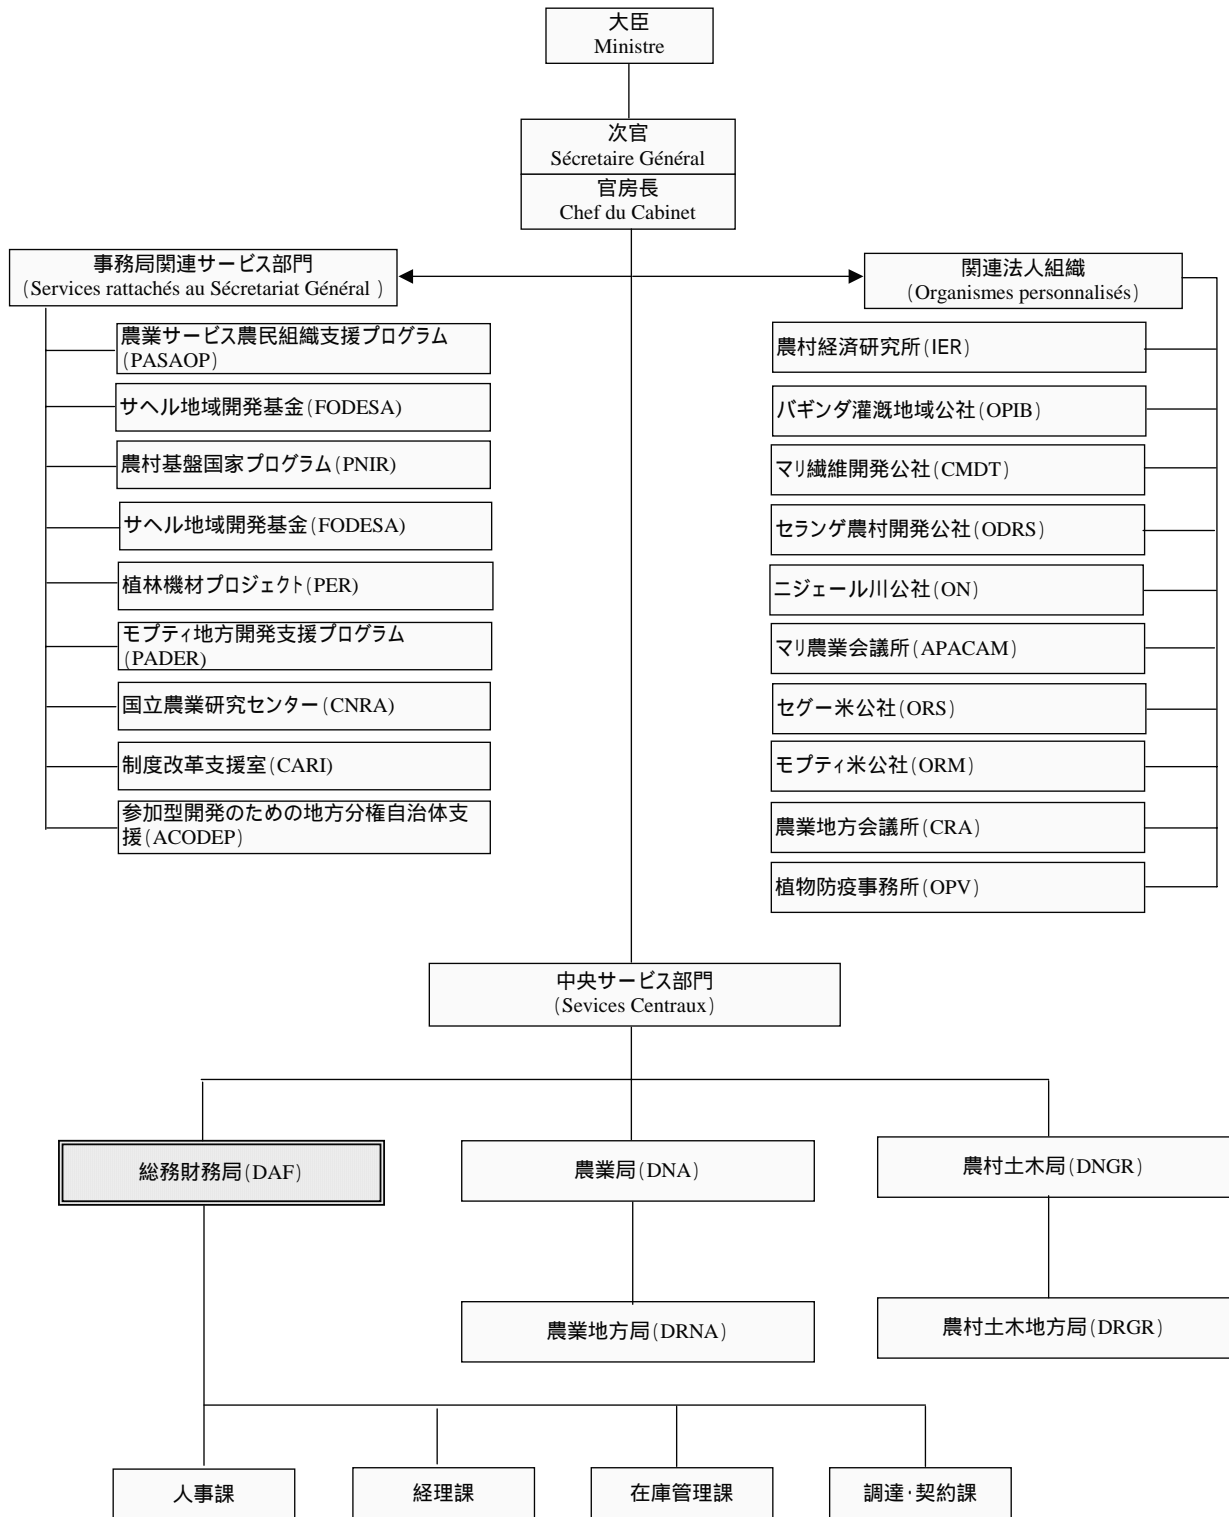 大臣
Ministre
次官
Sécretaire Général
官房長
Chef du Cabinet
事務局関連サービス部門
(Services rattachés au Sécretariat Général )
農業サービス農民組織支援プログラム
(PASAOP)
サヘル地域開発基金(FODESA)
農村基盤国家プログラム(PNIR)
サヘル地域開発基金(FODESA)
植林機材プロジェクト(PER)
モプティ地方開発支援プログラム
(PADER)
国立農業研究センター(CNRA)
制度改革支援室(CARI)
参加型開発のための地方分権自治体支
援(ACODEP)
関連法人組織
(Organismes personnalisés)
農村経済研究所(IER)
バギンダ灌漑地域公社(OPIB)
マリ繊維開発公社(CMDT)
セランゲ農村開発公社(ODRS)
ニジェール川公社(ON)
マリ農業会議所(APACAM)
セグー米公社(ORS)
モプティ米公社(ORM)
農業地方会議所(CRA)
植物防疫事務所(OPV)
中央サービス部門
(Sevices Centraux)
総務財務局(DAF)
農業局(DNA)
農村土木局(DNGR)
農業地方局(DRNA)
農村土木地方局(DRGR)
人事課
経理課
在庫管理課
調達・契約課